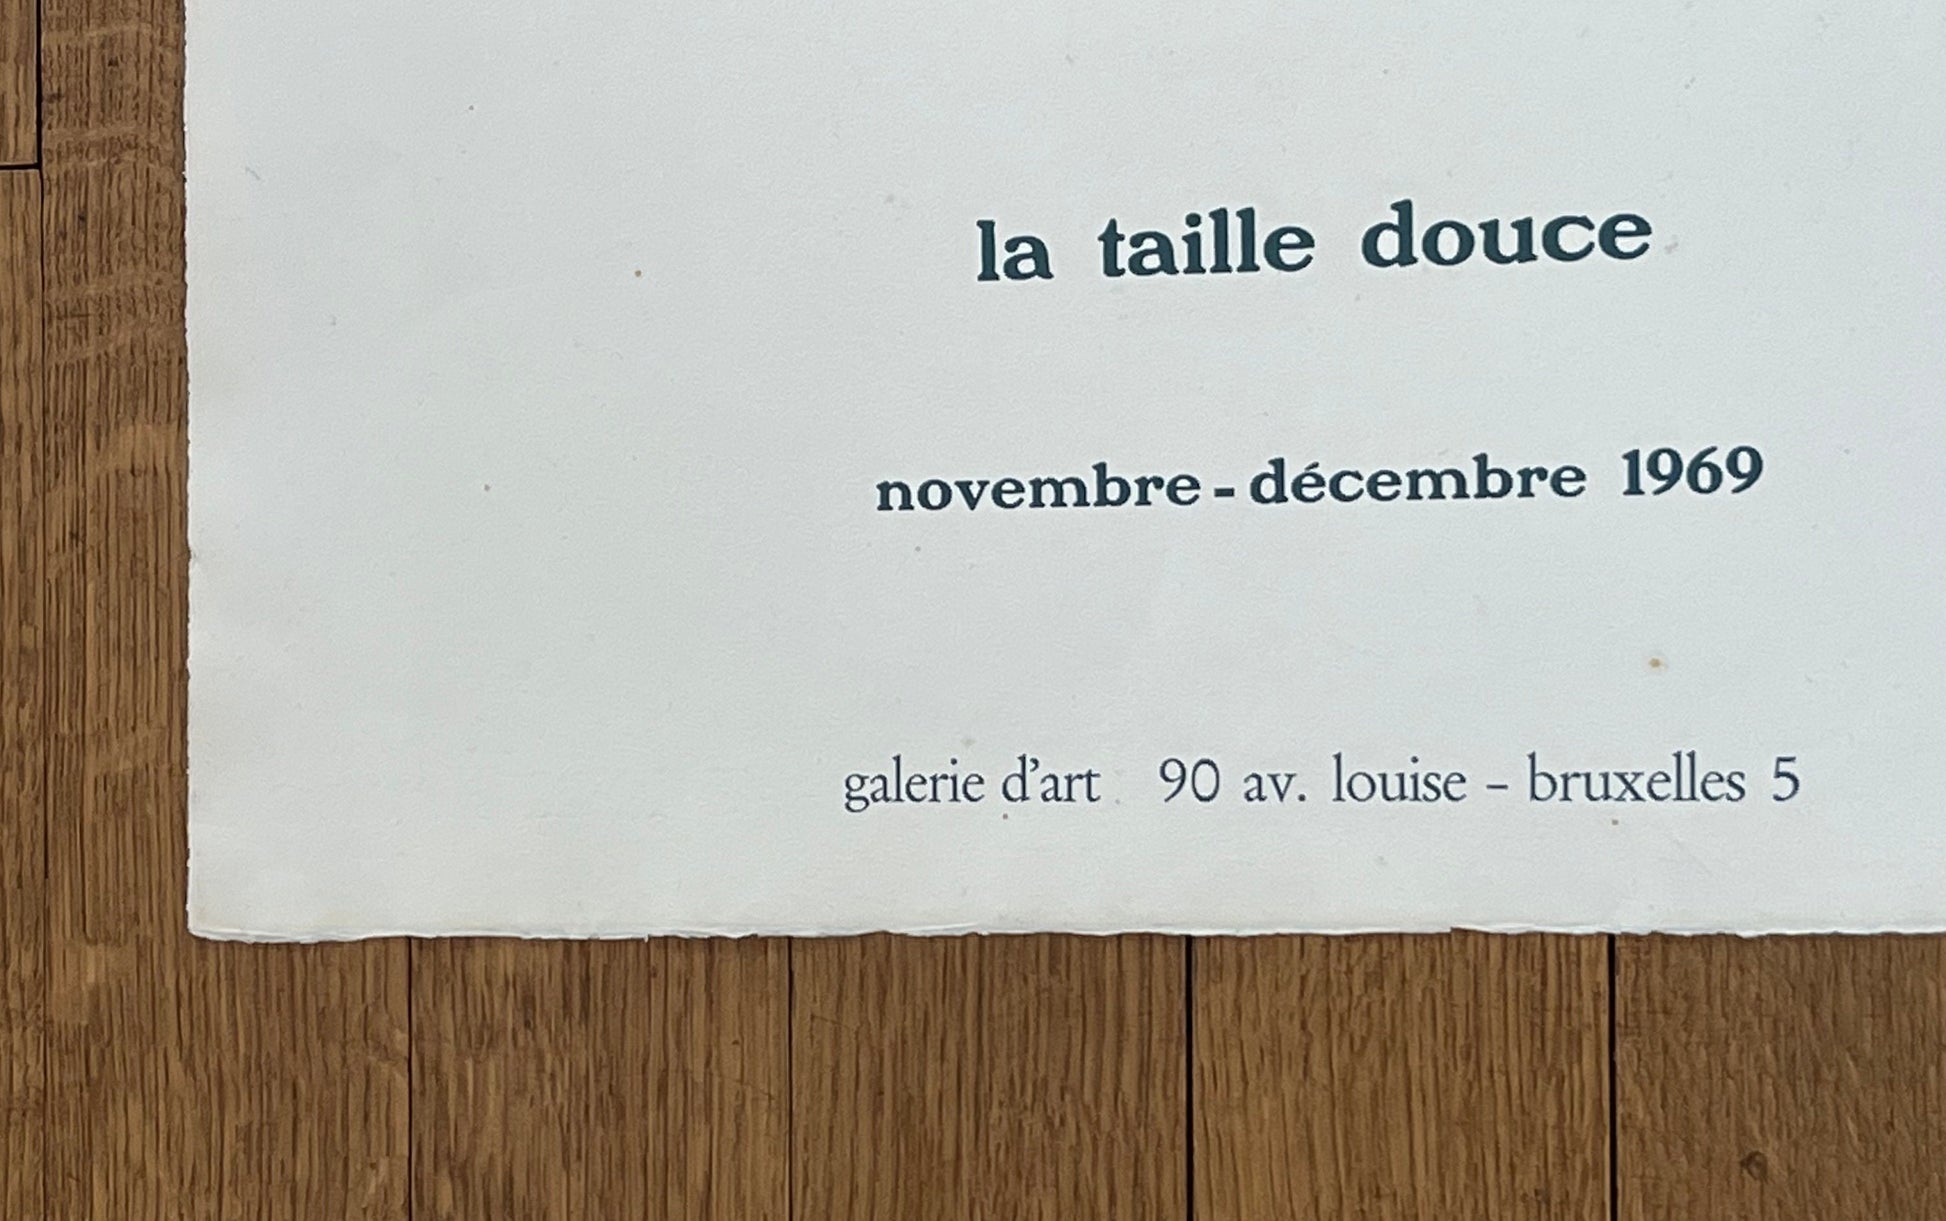 la taille douce
novembre - décembre 1969
galerie d'art 90 av. louise - bruxelles 5